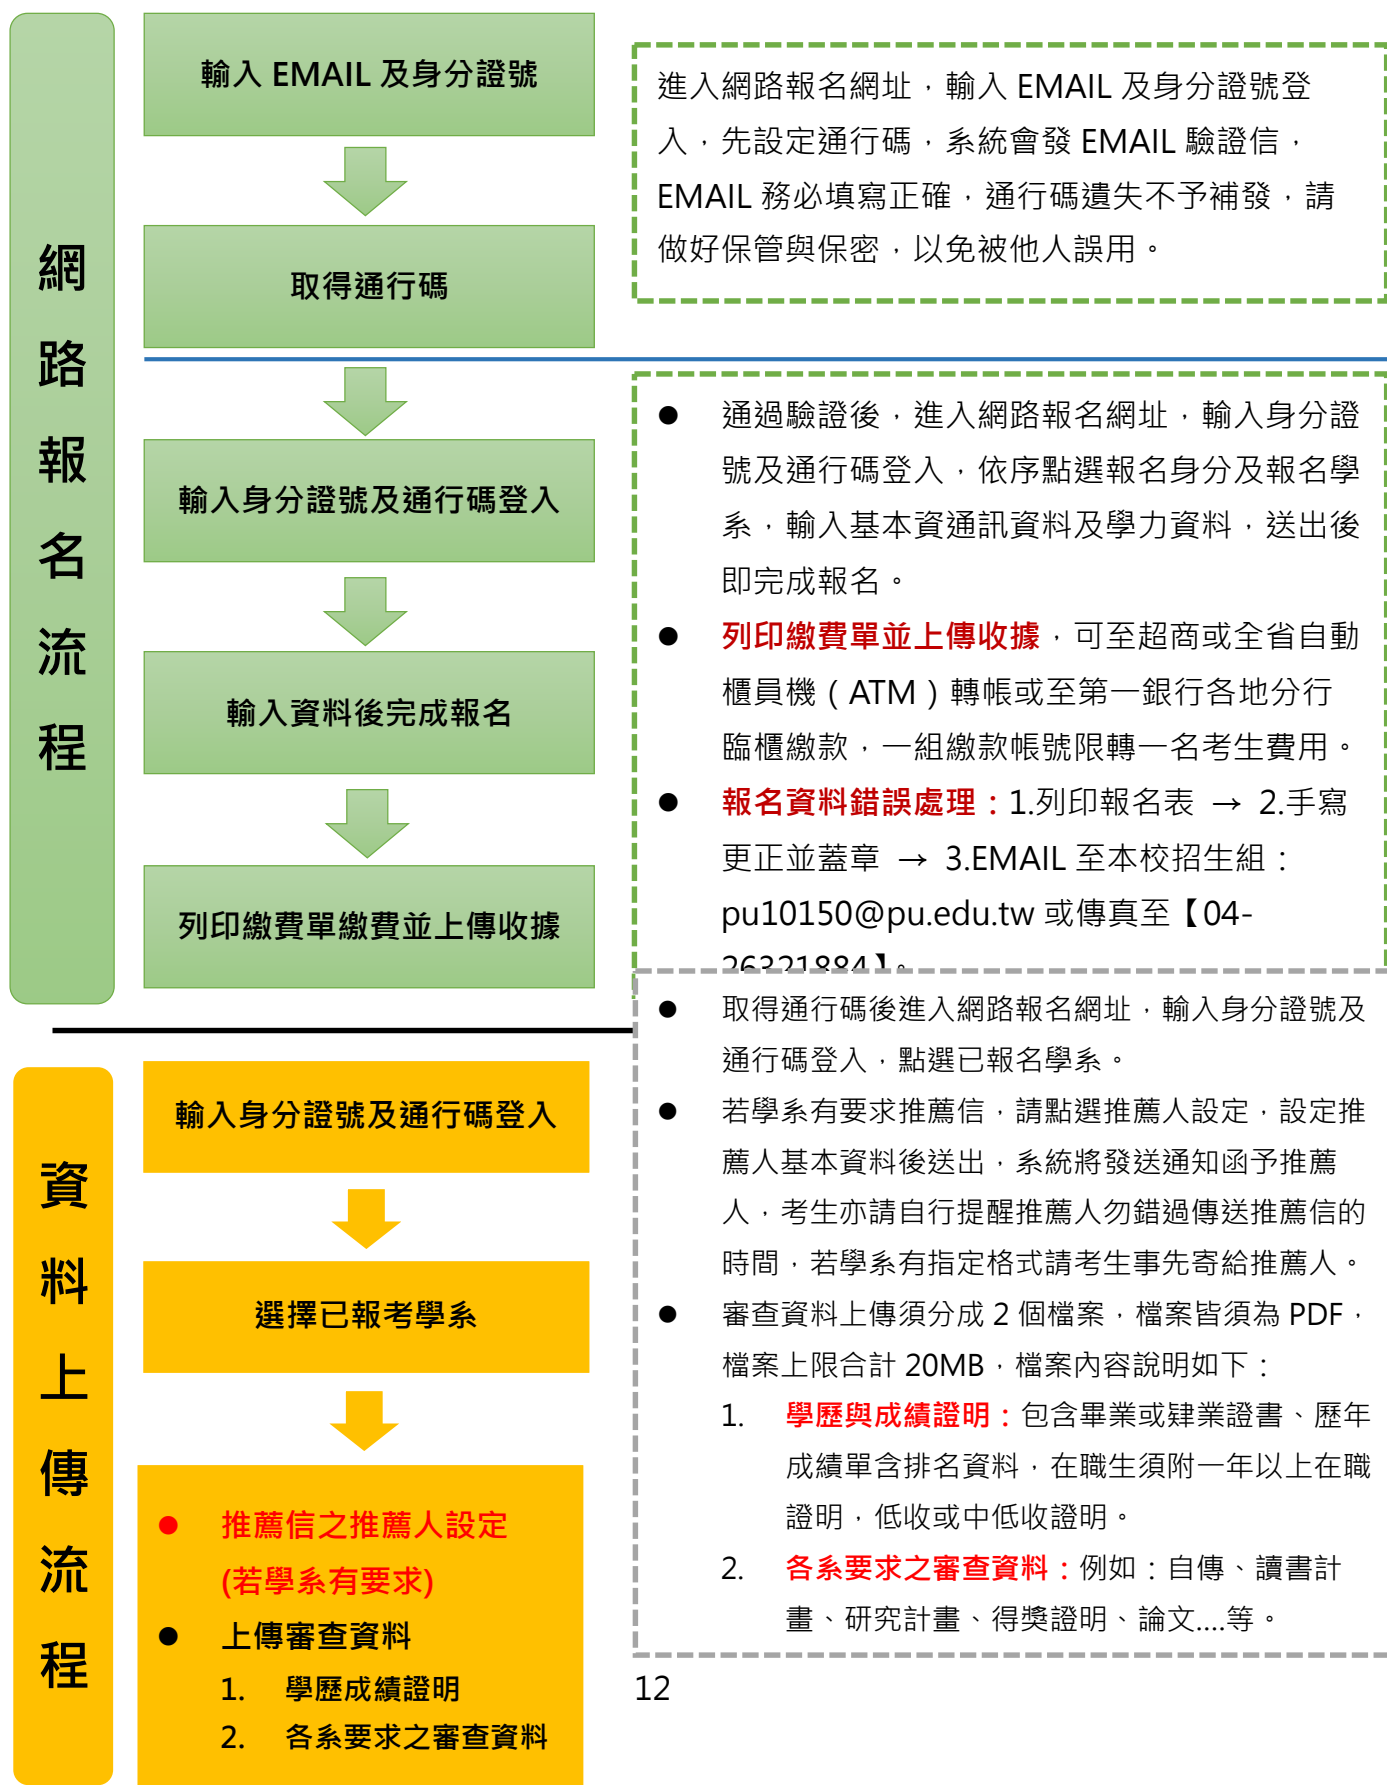 網路報名流程
輸入 EMAIL 及身分證號
取得通行碼
輸入身分證號及通行碼登入
輸入資料後完成報名
列印繳費單繳費並上傳收據
進入網路報名網址，輸入 EMAIL 及身分證號登
入，先設定通行碼，系統會發 EMAIL 驗證信，
EMAIL 務必填寫正確，通行碼遺失不予補發，請
做好保管與保密，以免被他人誤用。
● 通過驗證後，進入網路報名網址，輸入身分證
號及通行碼登入，依序點選報名身分及報名學
系，輸入基本資通訊資料及學力資料，送出後
即完成報名。
● 列印繳費單並上傳收據，可至超商或全省自動
櫃員機（ATM）轉帳或至第一銀行各地分行
臨櫃繳款，一組繳款帳號限轉一名考生費用。
● 報名資料錯誤處理：1.列印報名表 → 2.手寫
更正並蓋章 → 3.EMAIL 至本校招生組：
pu10150@pu.edu.tw 或傳真至【04-
26321884】。
資料上傳流程
輸入身分證號及通行碼登入
選擇已報考學系
● 推薦信之推薦人設定
(若學系有要求)
● 上傳審查資料
1. 學歷成績證明
2. 各系要求之審查資料
● 取得通行碼後進入網路報名網址，輸入身分證號及
通行碼登入，點選已報名學系。
● 若學系有要求推薦信，請點選推薦人設定，設定推
薦人基本資料後送出，系統將發送通知函予推薦
人，考生亦請自行提醒推薦人勿錯過傳送推薦信的
時間，若學系有指定格式請考生事先寄給推薦人。
● 審查資料上傳須分成 2 個檔案，檔案皆須為 PDF，
檔案上限合計 20MB，檔案內容說明如下：
1. 學歷與成績證明：包含畢業或肄業證書、歷年
成績單含排名資料，在職生須附一年以上在職
證明，低收或中低收證明。
2. 各系要求之審查資料：例如：自傳、讀書計
畫、研究計畫、得獎證明、論文....等。
12